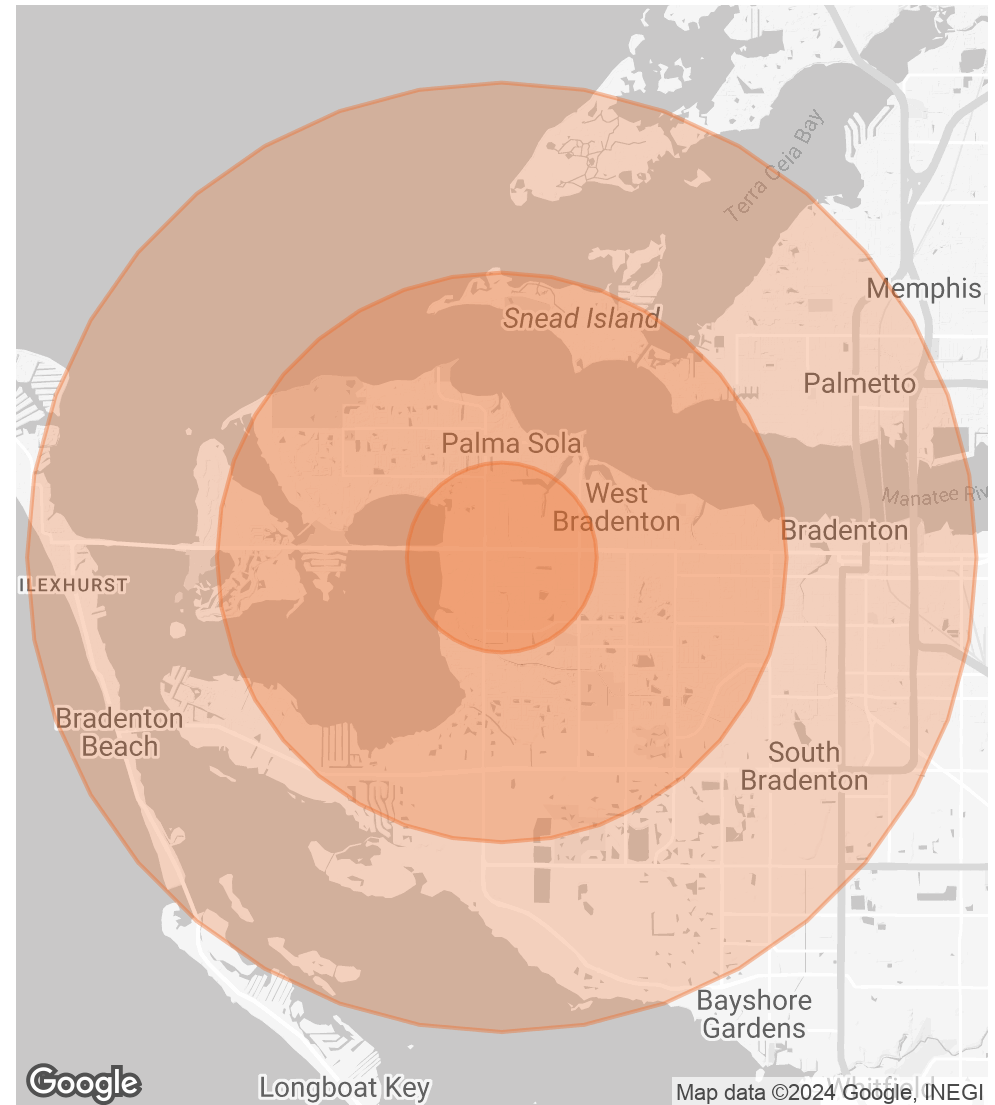 Terra Ceia Bay
Memphis
Snead Island
Palmetto
Palma Sola
West
Bradenton
Manatee Riv
Bradenton
ILEXHURST
Bradenton
Beach
South
Bradenton
Bayshore
Gardens
Google
Longboat Key
Map data ©2024 Google, INEGI